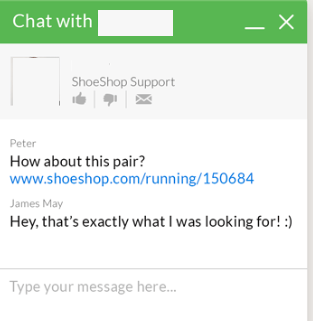 Chat with
ShoeShop Support
Peter
How about this pair?
www.shoeshop.com/running/150684
James May
Hey, that's exactly what I was looking for! :)
Type your message here...